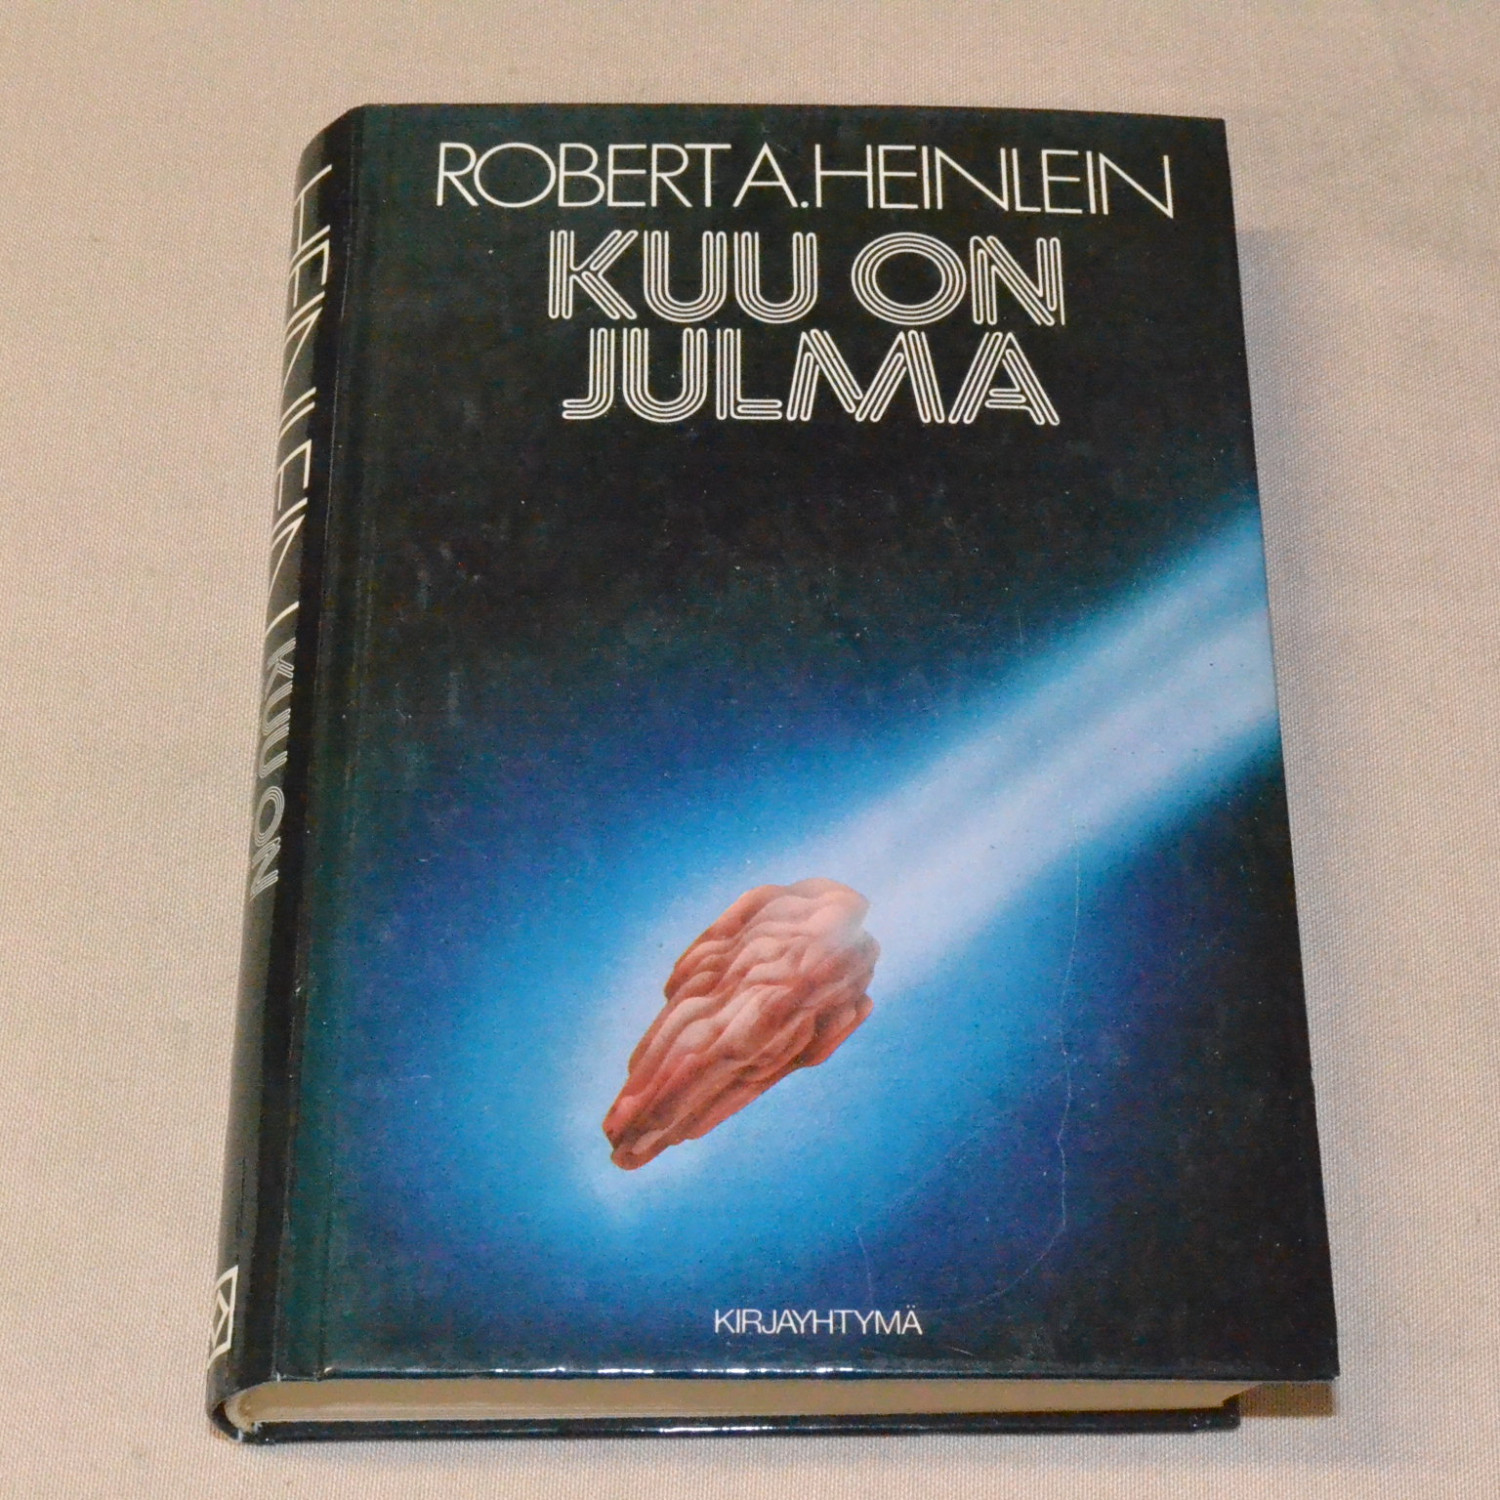 ROBERT A. HEINLEIN
KUU ON
JULMA
KIRJAYHTYMÄ
HEINLEIN KUU ON